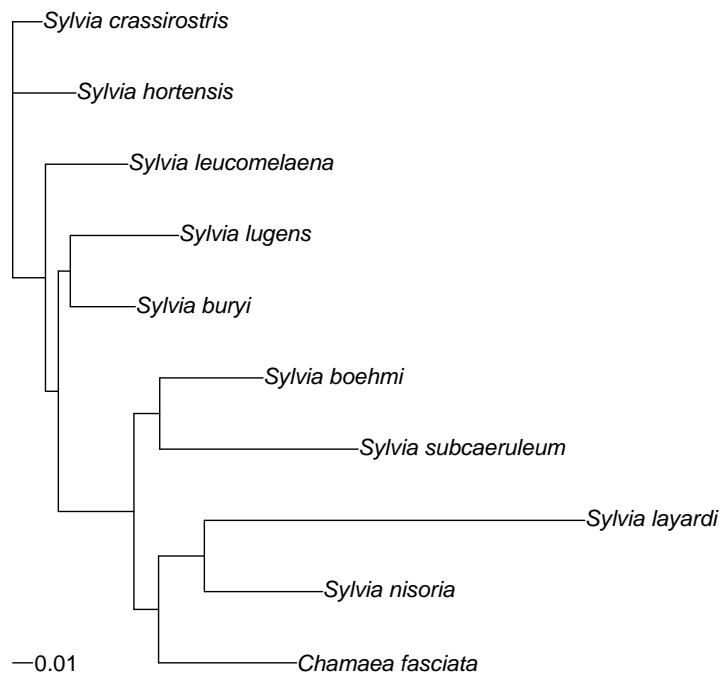 Sylvia crassirostris
Sylvia hortensis
Sylvia leucomelaena
Sylvia lugens
Sylvia buryi
Sylvia boehmi
Sylvia subcaeruleum
Sylvia layardi
Sylvia nisoria
Chamaea fasciata
0.01